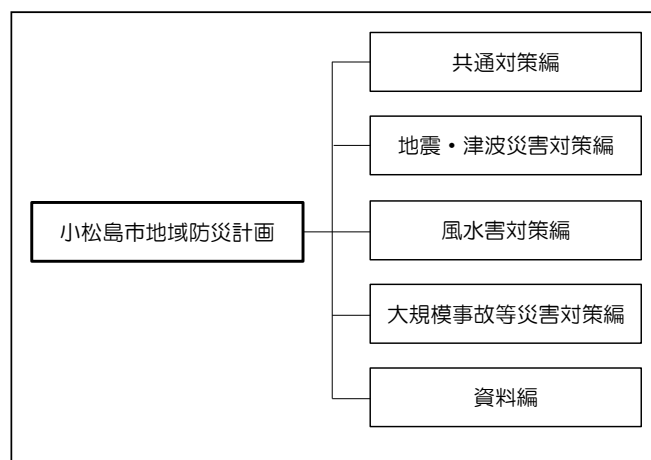 共通対策編
地震・津波災害対策編
小松島市地域防災計画
風水害対策編
大規模事故等災害対策編
資料編